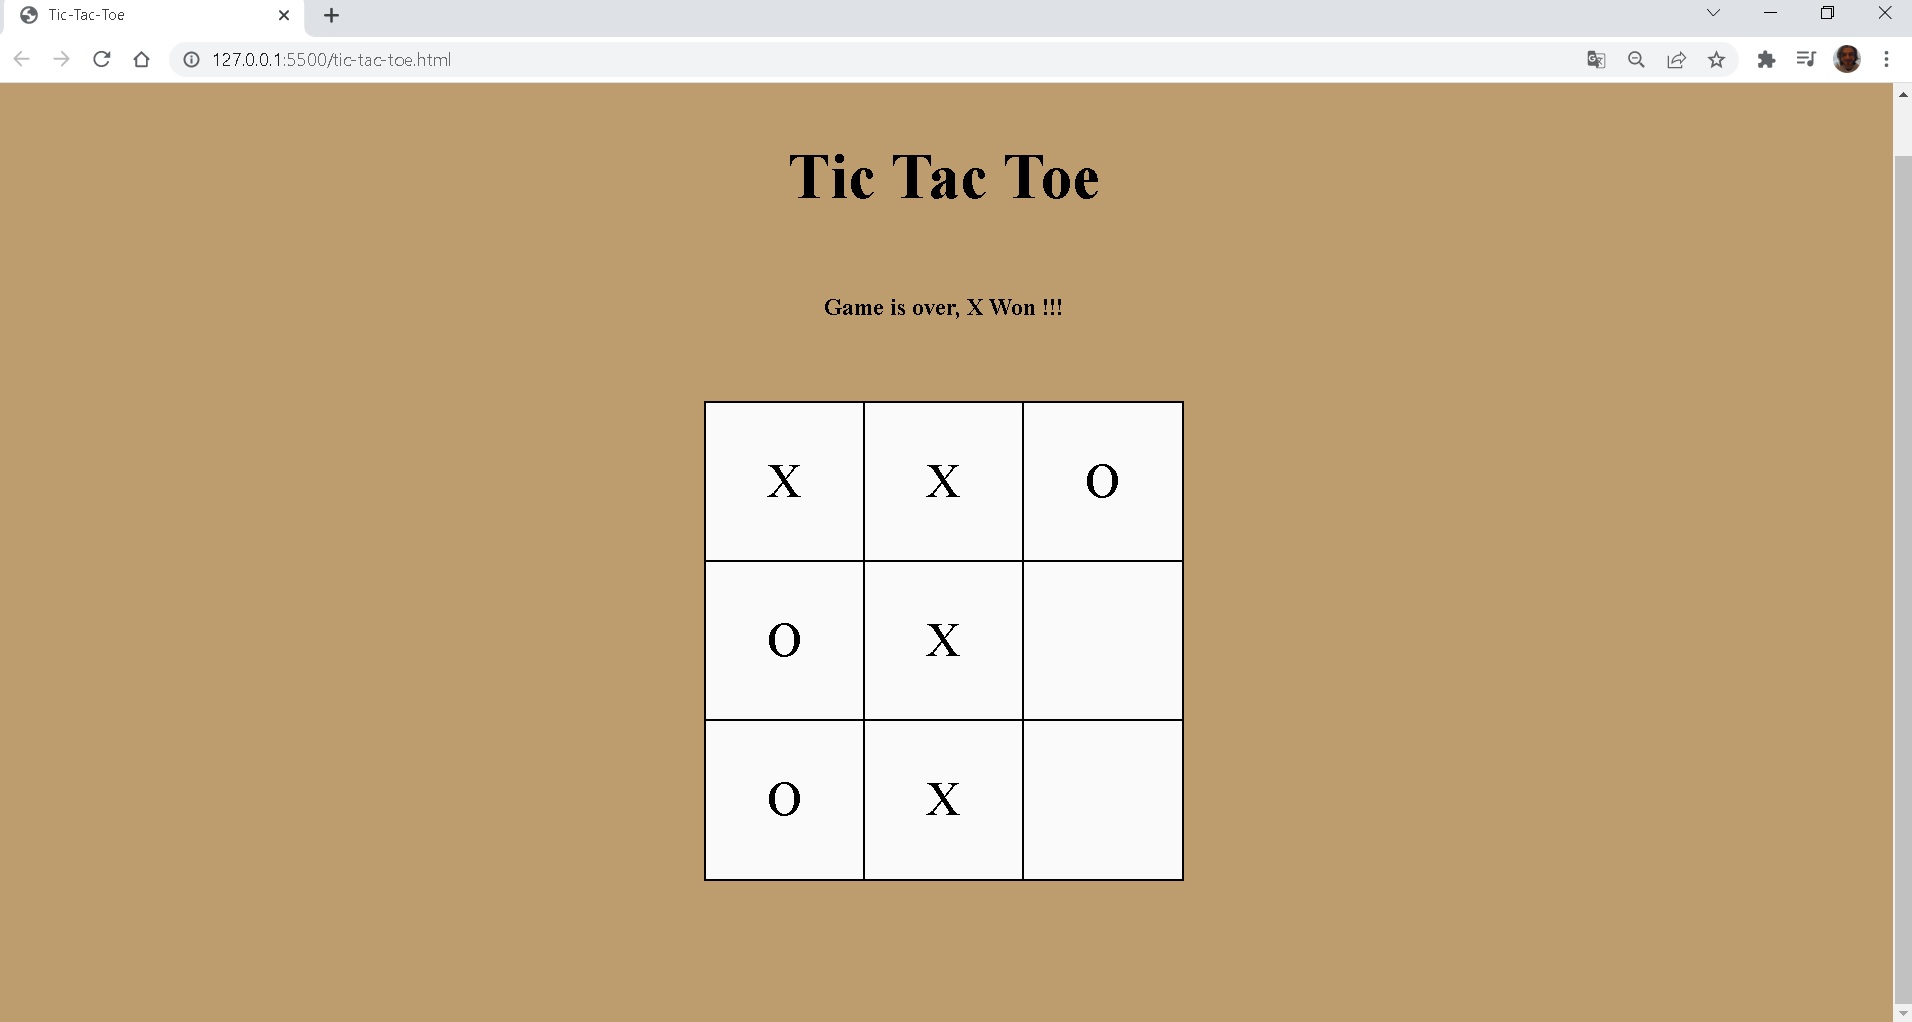 Tic-Tac-Toe
127.0.0.1:5500/tic-tac-toe.html
Tic Tac Toe
Game is over, X Won !!!
X X O
O X
O X